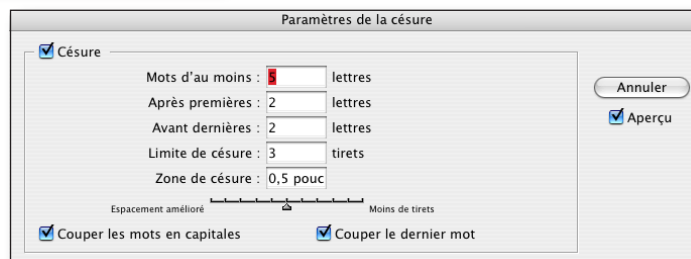 Paramètres de la césure
Césure
Mots d'au moins : 5 lettres
Après premières : 2 lettres
Avant dernières : 2 lettres
Limite de césure : 3 tirets
Zone de césure : 0,5 pouc
Espacement amélioré Moins de tirets
Couper les mots en capitales Couper le dernier mot
Annuler
Aperçu